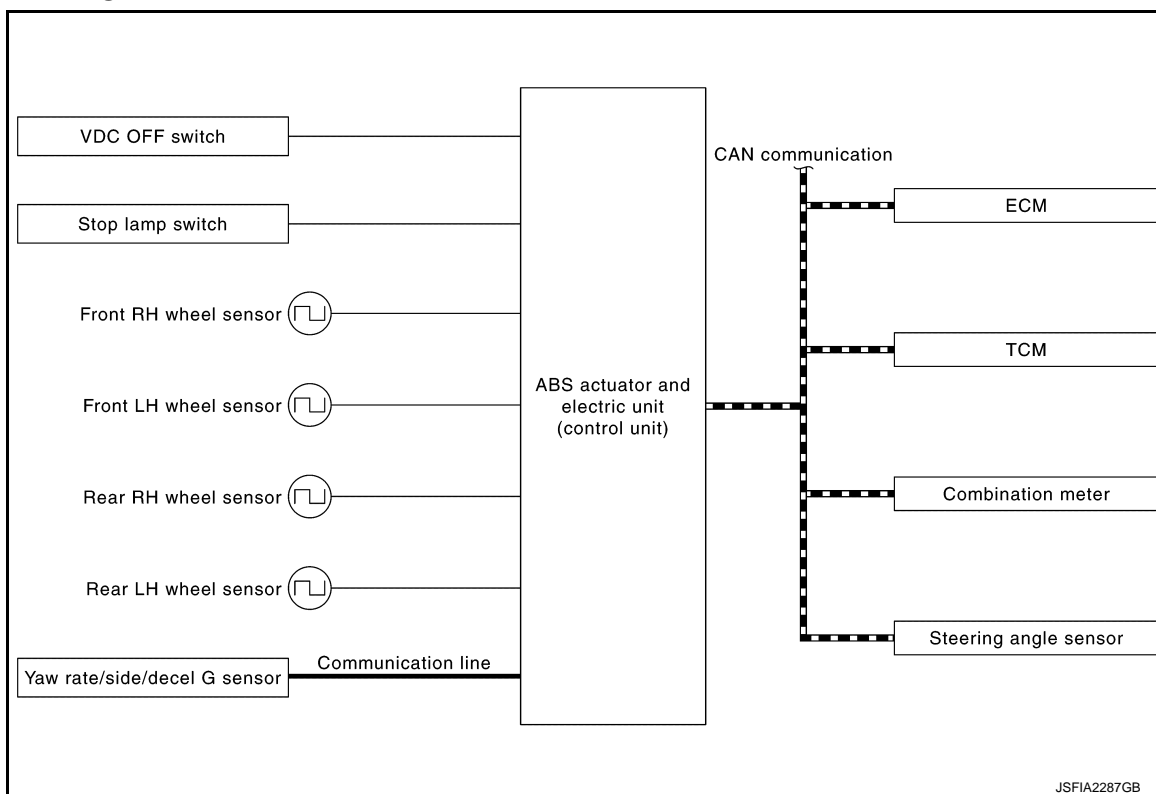 VDC OFF switch
Stop lamp switch
Front RH wheel sensor
Front LH wheel sensor
Rear RH wheel sensor
Rear LH wheel sensor
Yaw rate/side/decel G sensor
Communication line
ABS actuator and
electric unit
(control unit)
CAN communication
ECM
TCM
Combination meter
Steering angle sensor
JSFIA2287GB